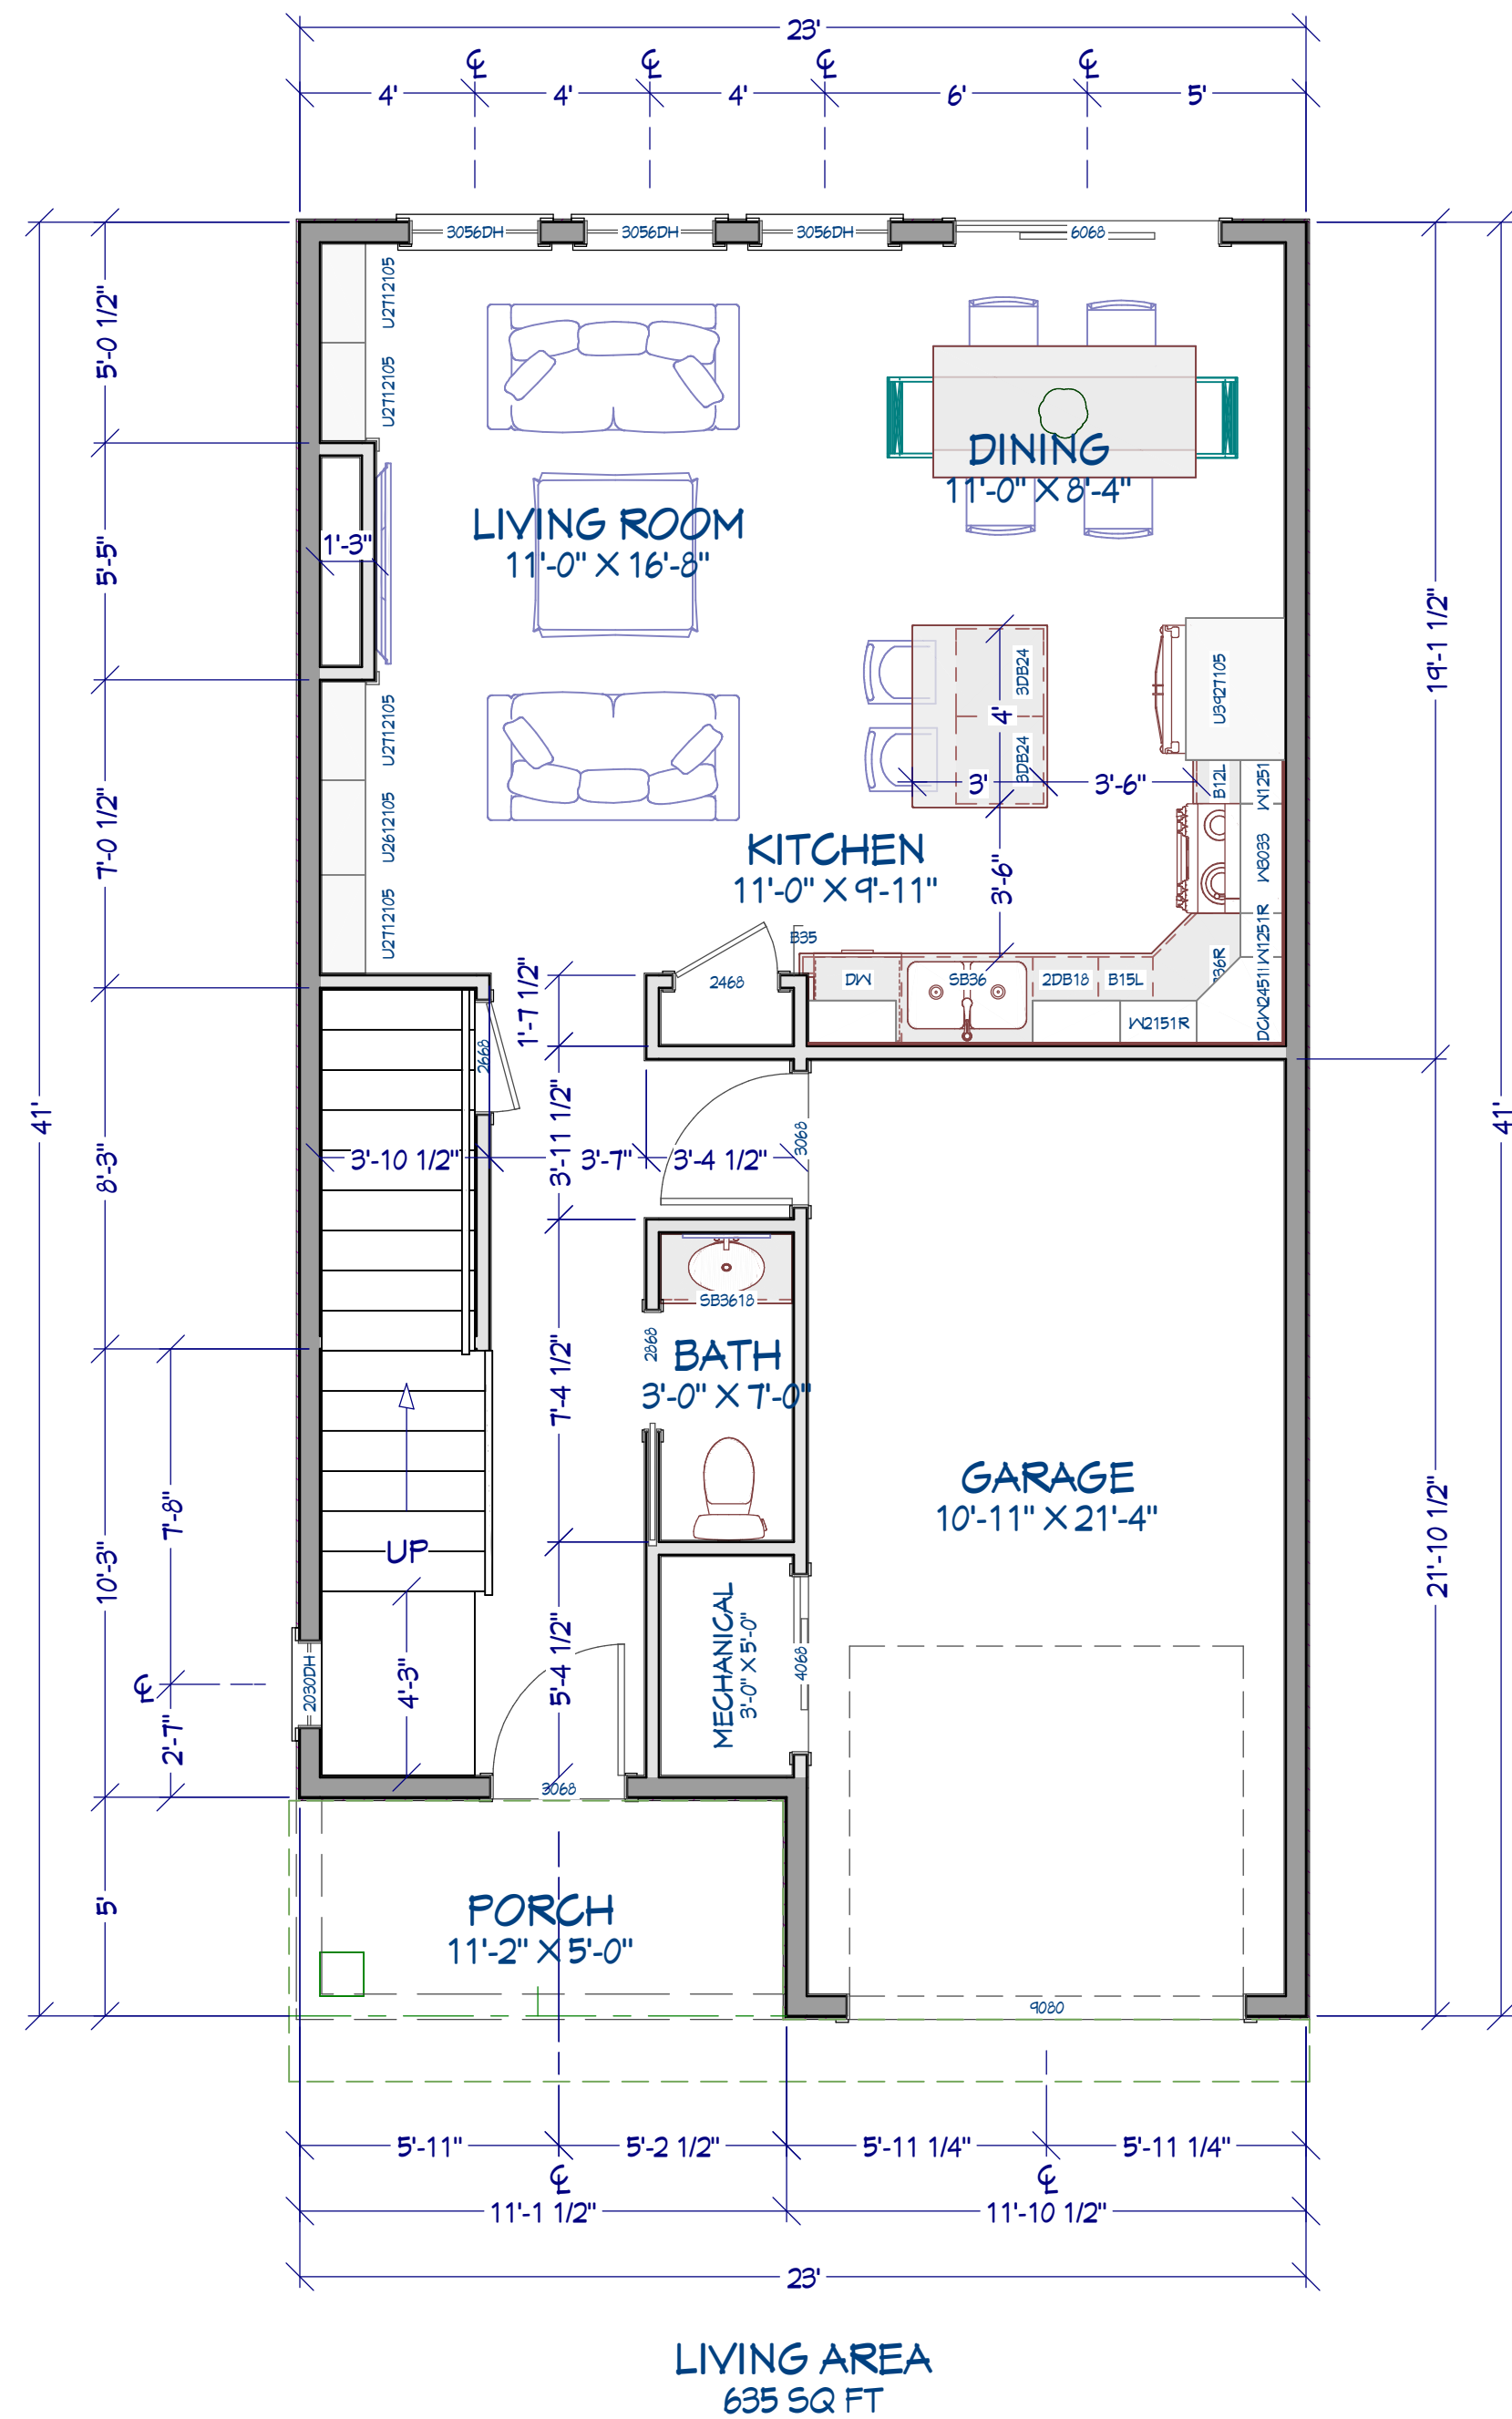 23'
℄ ℄ ℄ ℄
4' 4' 4' 6' 5'
3056DH 3056DH 3056DH 6068
U2712105
U2712105
5'-0 1/2"
DINING
11'-0" X 8'-4"
LIVING ROOM
11'-0" X 16'-8"
1'-3"
5'-5"
19'-1 1/2"
3DB24
3DB24
4'
U3927105
3' 3'-6"
B12L
W1251
U2712105
U2612105
U2712105
7'-0 1/2"
KITCHEN
11'-0" X 9'-11"
3'-6"
W3033
W1251R
B35
2468
DW SB36 2DB18 B15L
36R
W2151R
DCW2451
1'-7 1/2"
2668
41'
41'
8'-3"
3'-10 1/2" 3'-7" 3'-4 1/2"
3'-11 1/2"
3068
SB3618
2868
BATH
3'-0" X 7'-0"
7'-4 1/2"
GARAGE
10'-11" X 21'-4"
21'-10 1/2"
UP
10'-3"
7'-8"
℄
2'-7"
2030DH
4'-3"
5'-4 1/2"
MECHANICAL
3'-0" X 5'-0"
4068
3068
5'
PORCH
11'-2" X 5'-0"
9080
5'-11" 5'-2 1/2" 5'-11 1/4" 5'-11 1/4"
℄ ℄
11'-1 1/2" 11'-10 1/2"
23'
LIVING AREA
635 SQ FT